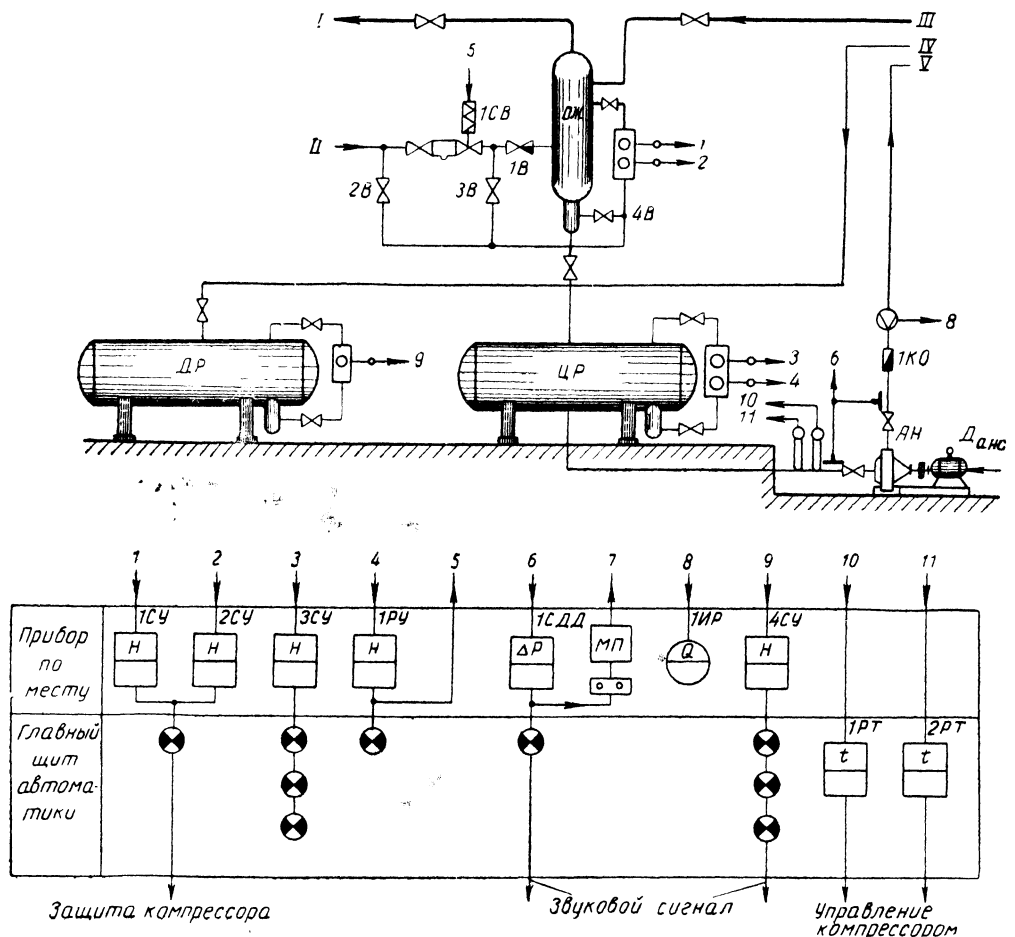 I
III
IV
V
5
1СВ
ОЖ
II
1В
1
2
2В
3В
4В
8
1КО
ДР
9
ЦР
3
4
10
11
6
АН
Данс
1
2
3
4
5
6
7
8
9
10
11
Прибор по месту
1СУ
2СУ
3СУ
1РУ
1СДД
1ИР
4СУ
Н
Н
Н
Н
ΔР
МП
Q
Н
Главный щит автома-
тики
1РТ
2РТ
t
t
Защита компрессора
Звуковой сигнал
Управление
компрессором